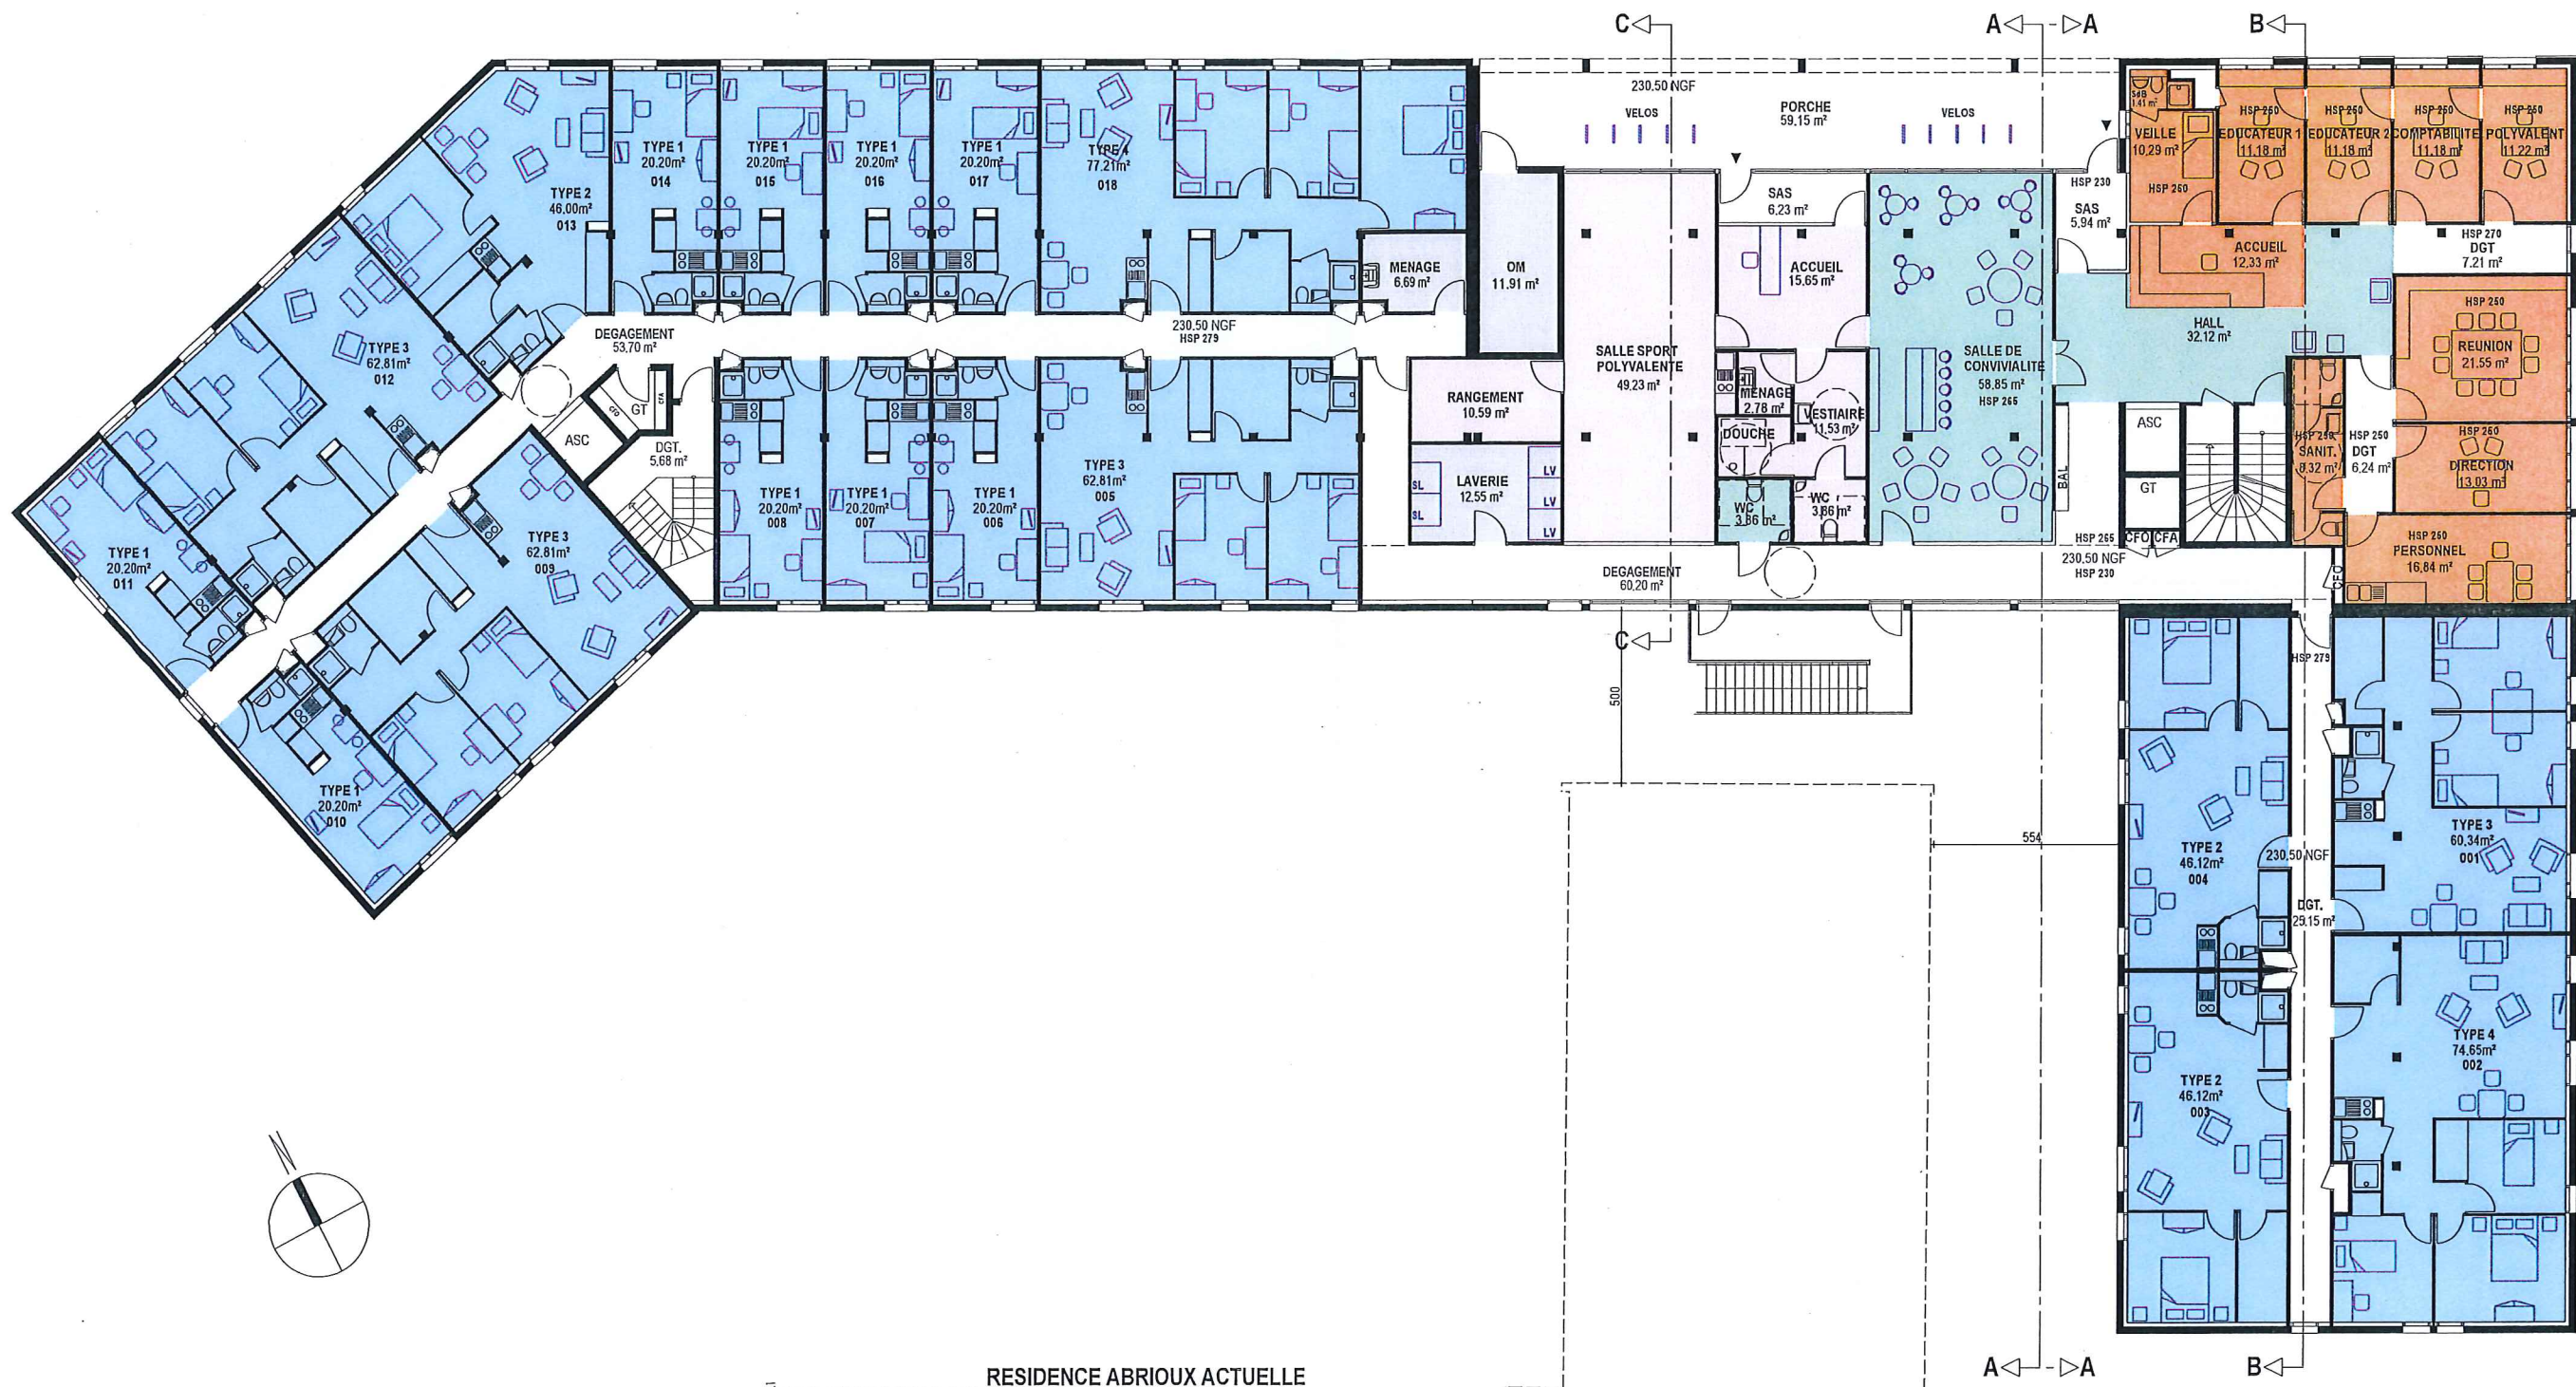 C
A
A
B
230.50 NGF
PORCHE
59,15 m²
VELOS
VELOS
TYPE 2
46,00m²
013
TYPE 1
20.20m²
014
TYPE 1
20.20m²
015
TYPE 1
20.20m²
016
TYPE 1
20.20m²
017
TYPE 4
77.21m²
018
MENAGE
6,69 m²
OM
11.91 m²
SAS
6,23 m²
ACCUEIL
15.65 m²
HSP 230
SAS
5,94 m²
SdB
1.41 m²
VEILLE
10,29 m²
HSP 260
HSP 260
EDUCATEUR 1
11,18 m²
HSP 260
EDUCATEUR 2
11,18 m²
HSP 260
COMPTABILITE
11,18 m²
HSP 260
POLYVALENT
11,22 m²
ACCUEIL
12,33 m²
HSP 270
DGT
7.21 m²
HSP 250
REUNION
21.55 m²
HALL
32,12 m²
TYPE 3
62.81m²
012
DEGAGEMENT
53,70 m²
230.50 NGF
HSP 279
SALLE SPORT
POLYVALENTE
49,23 m²
SALLE DE
CONVIVIALITE
58,85 m²
HSP 265
MENAGE
2.78 m²
VESTIAIRE
11,53 m²
DOUCHE
WC
3,86 m²
WC
3,86 m²
RANGEMENT
10.59 m²
LAVERIE
12,55 m²
SL
SL
LV
LV
LV
CFO
GT
CFA
ASC
DGT.
5,68 m²
TYPE 1
20.20m²
008
TYPE 1
20.20m²
007
TYPE 1
20.20m²
006
TYPE 3
62.81m²
005
BAL
ASC
GT
CFO
CFA
HSP 250
SANIT.
8,32 m²
HSP 250
DGT
6,24 m²
HSP 260
DIRECTION
13.03 m²
HSP 260
PERSONNEL
16,84 m²
CFO
HSP 265
230.50 NGF
HSP 230
DEGAGEMENT
60,20 m²
TYPE 1
20.20m²
011
TYPE 3
62.81m²
009
TYPE 1
20.20m²
010
C
500
554
HSP 279
TYPE 2
46.12m²
004
230.50 NGF
DGT.
25.15 m²
TYPE 3
60,34m²
001
TYPE 2
46.12m²
003
TYPE 4
74.65m²
002
A
A
B
RESIDENCE ABRIOUX ACTUELLE